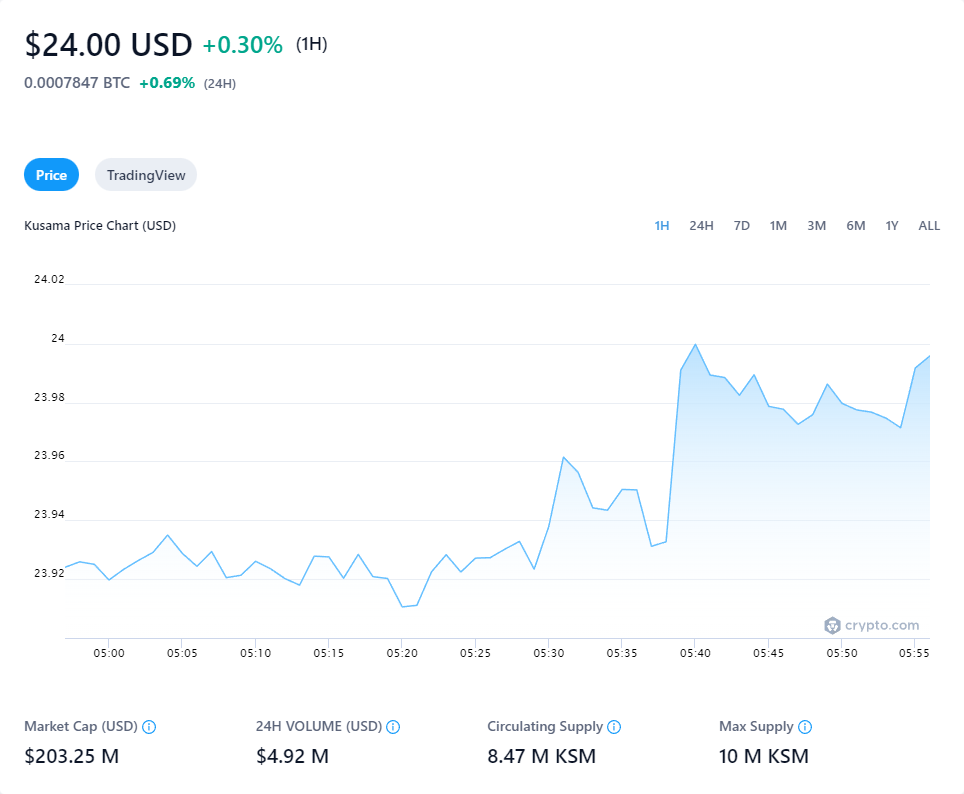 $24.00 USD +0.30% (1H)
0.0007847 BTC +0.69% (24H)
Price TradingView
Kusama Price Chart (USD) 1H 24H 7D 1M 3M 6M 1Y ALL
24.02
24
23.98
23.96
23.94
23.92
crypto.com
05:00 05:05 05:10 05:15 05:20 05:25 05:30 05:35 05:40 05:45 05:50 05:55
Market Cap (USD) 24H VOLUME (USD) Circulating Supply Max Supply
$203.25 M $4.92 M 8.47 M KSM 10 M KSM